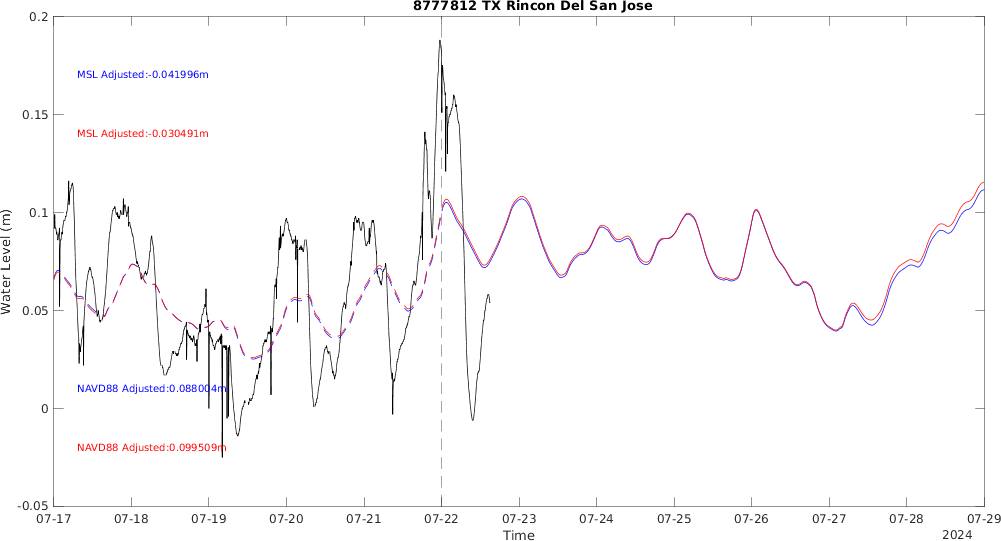 8777812 TX Rincon Del San Jose
0.2
MSL Adjusted:-0.041996m
0.15
MSL Adjusted:-0.030491m
0.1
Water Level (m)
0.05
NAVD88 Adjusted:0.088004m
0
NAVD88 Adjusted:0.099509m
-0.05
07-17 07-18 07-19 07-20 07-21 07-22 07-23 07-24 07-25 07-26 07-27 07-28 07-29
Time
2024